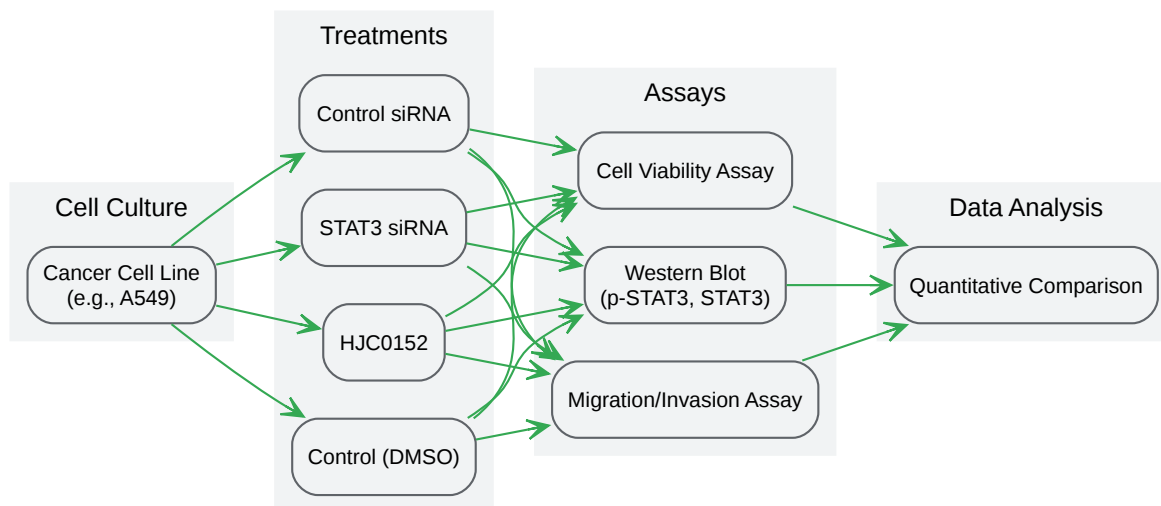 Cell Culture
Cancer Cell Line
(e.g., A549)
Treatments
Control siRNA
STAT3 siRNA
HJC0152
Control (DMSO)
Assays
Cell Viability Assay
Western Blot
(p-STAT3, STAT3)
Migration/Invasion Assay
Data Analysis
Quantitative Comparison